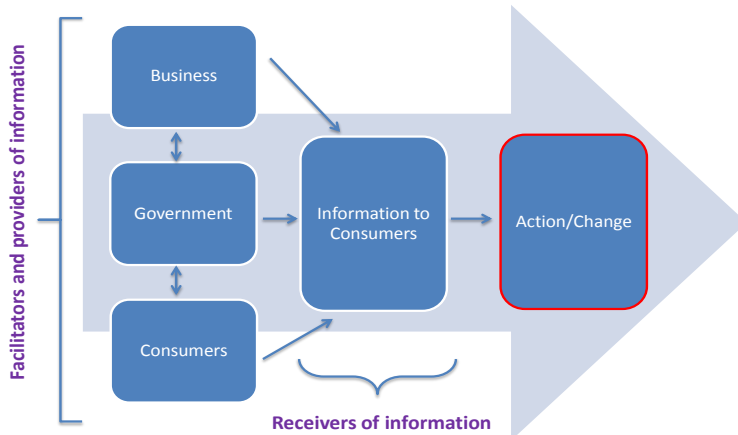 Facilitators and providers of information
Business
Government
Consumers
Information to
Consumers
Action/Change
Receivers of information